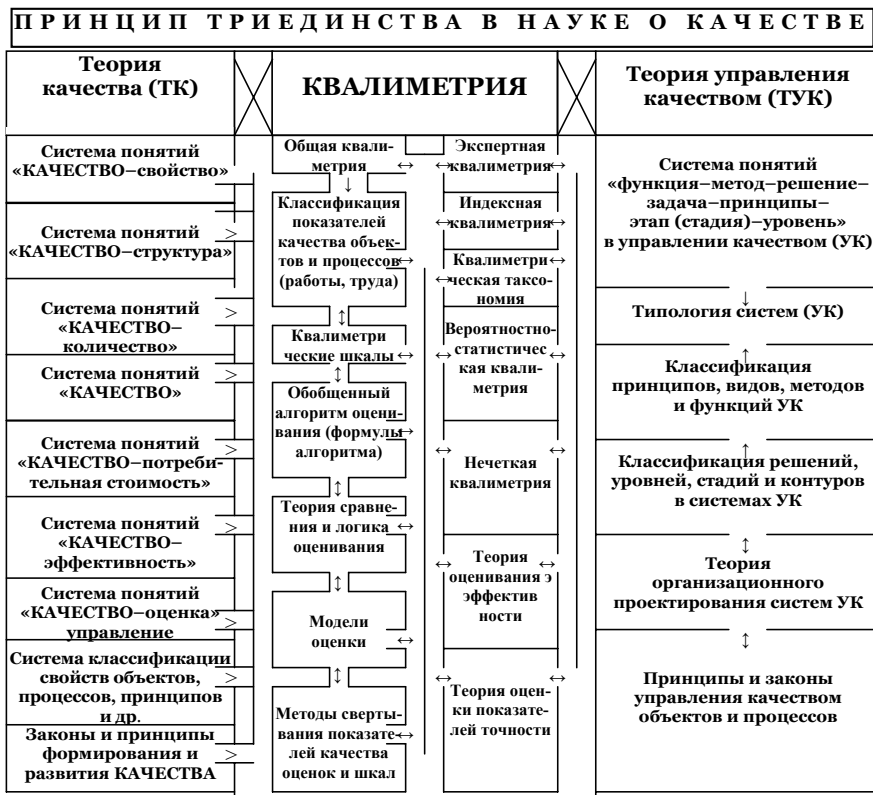 ПРИНЦИП ТРИЕДИНСТВА В НАУКЕ О КАЧЕСТВЕ
Теория
качества (ТК)
КВАЛИМЕТРИЯ
Теория управления
качеством (ТУК)
Система понятий
«КАЧЕСТВО–свойство»
Система понятий
«КАЧЕСТВО–структура»
Система понятий
«КАЧЕСТВО–
количество»
Система понятий
«КАЧЕСТВО»
Система понятий
«КАЧЕСТВО–потреби-
тельная стоимость»
Система понятий
«КАЧЕСТВО–
эффективность»
Система понятий
«КАЧЕСТВО–оценка»
управление
Система классификации
свойств объектов,
процессов, принципов
и др.
Законы и принципы
формирования и
развития КАЧЕСТВА
Общая квали-
метрия
Классификация
показателей
качества объек-
тов и процессов
(работы, труда)
Квалиметри
ческие шкалы
Обобщенный
алгоритм оцени-
вания (формулы
алгоритма)
Теория сравне-
ния и логика
оценивания
Модели
оценки
Методы сверты-
вания показате-
лей качества
оценок и шкал
Экспертная
квалиметрия
Индексная
квалиметрия
Квалиметри
ческая таксо-
номия
Вероятностно-
статистичес
кая квали-
метрия
Нечеткая
квалиметрия
Теория
оценивания э
эффектив
ности
Теория оцен-
ки показате-
лей точности
Система понятий
«функция–метод–решение–
задача–принципы–
этап (стадия)–уровень»
в управлении качеством (УК)
Типология систем (УК)
Классификация
принципов, видов, методов
и функций УК
Классификация решений,
уровней, стадий и контуров
в системах УК
Теория
организационного
проектирования систем УК
Принципы и законы
управления качеством
объектов и процессов